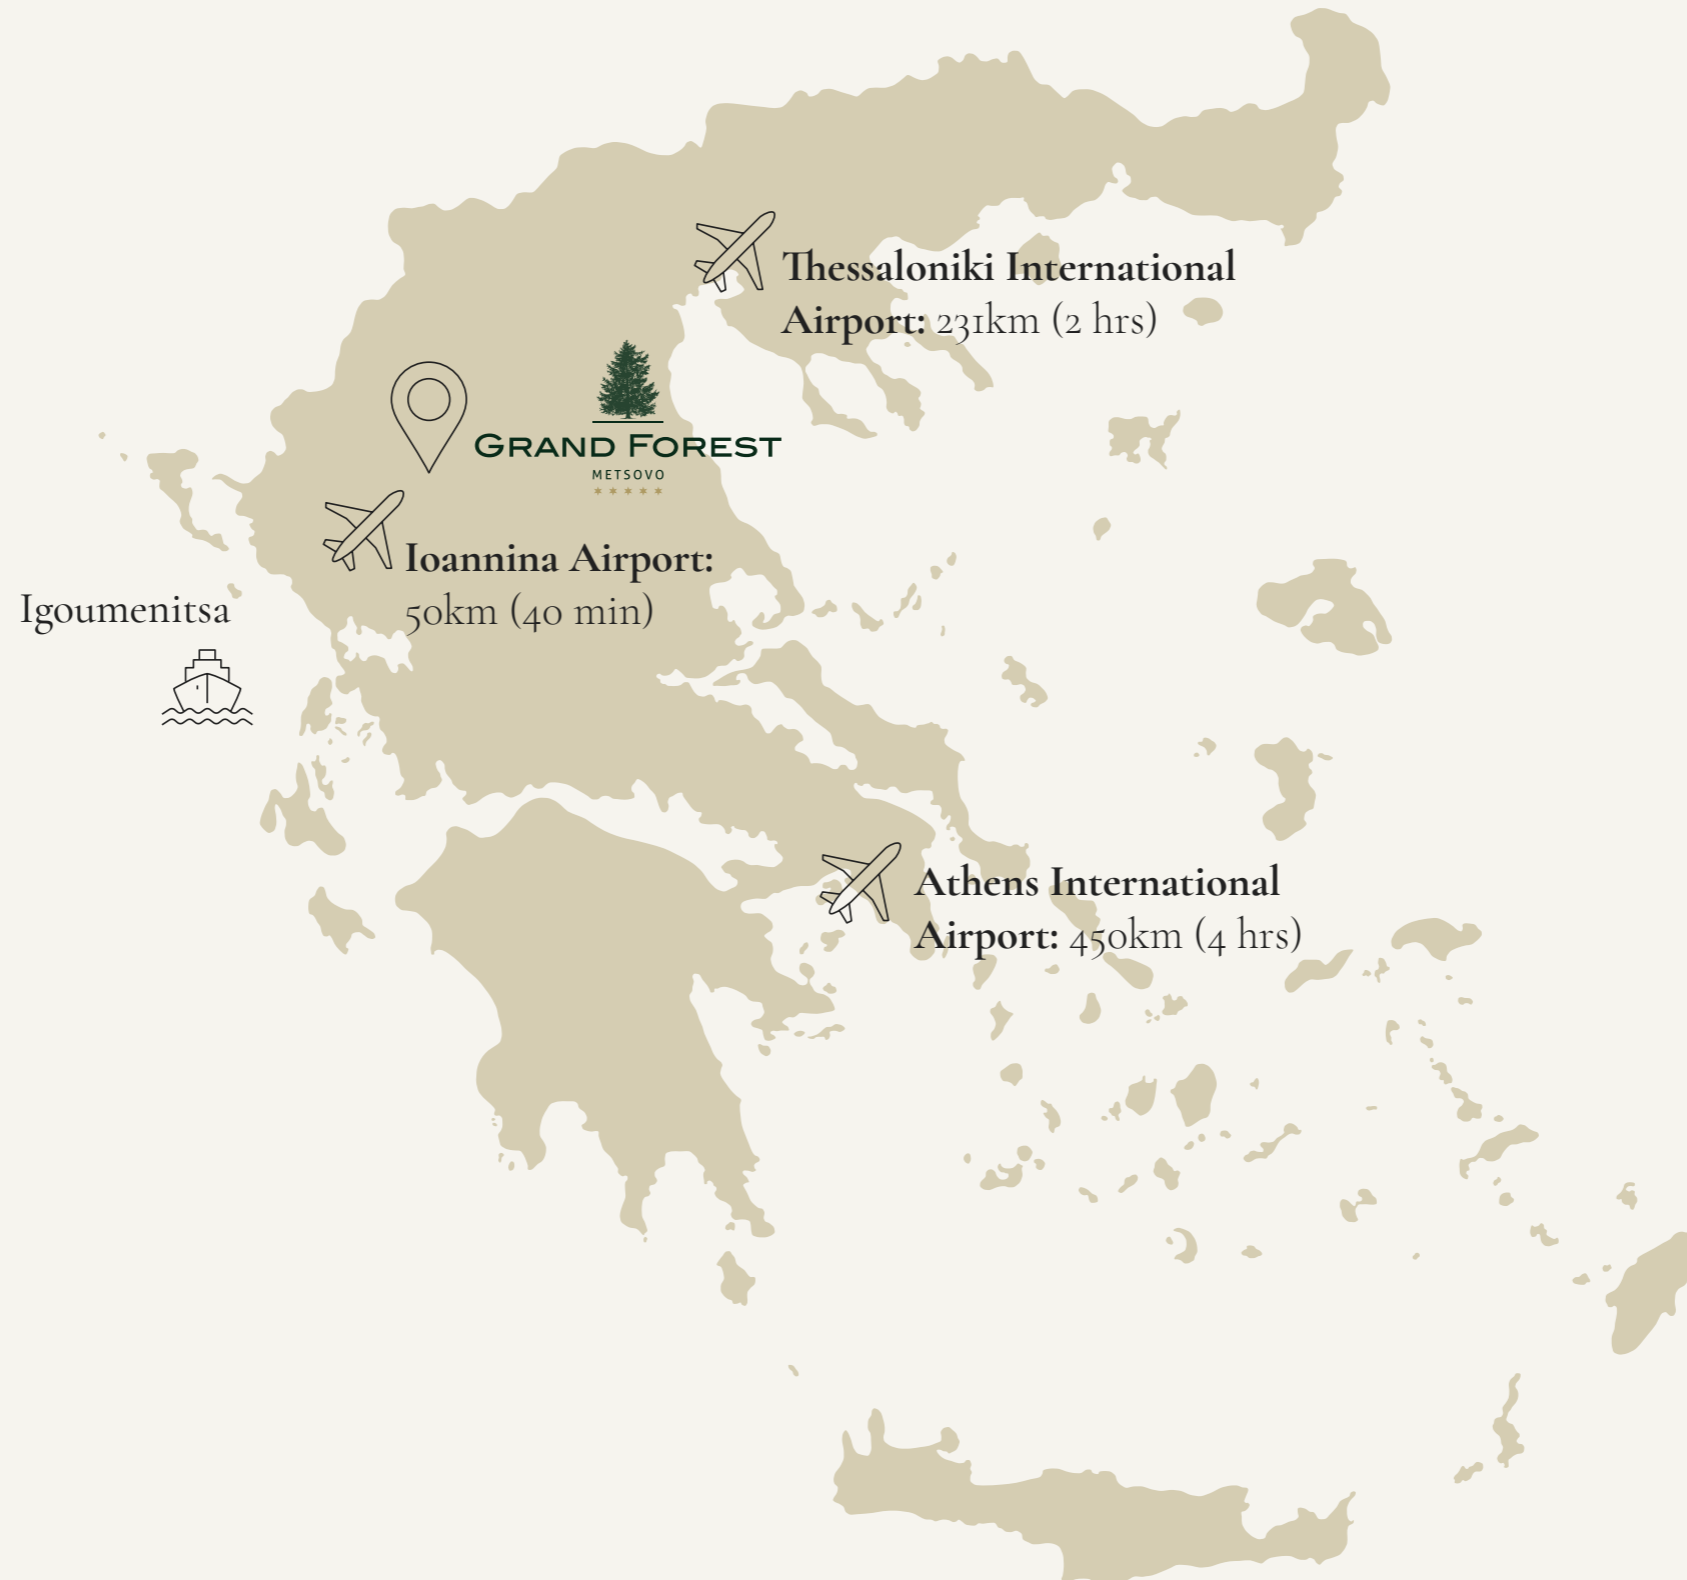 Thessaloniki International
Airport: 231km (2 hrs)
GRAND FOREST
METSOVO
Ioannina Airport:
50km (40 min)
Igoumenitsa
Athens International
Airport: 450km (4 hrs)